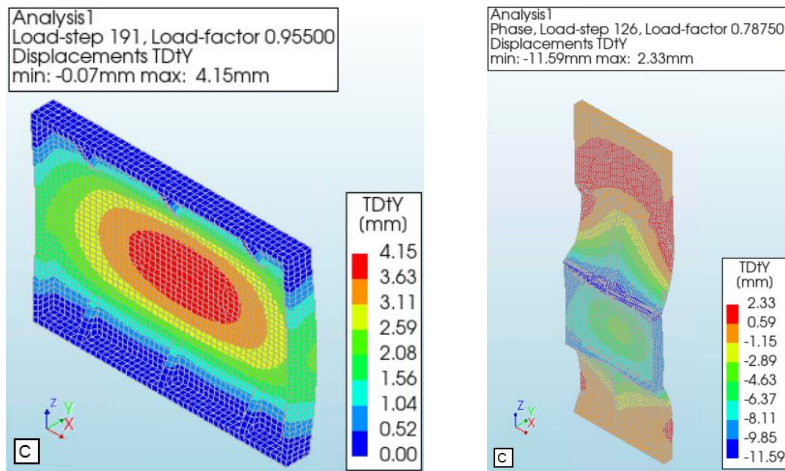 Analysis1
Load-step 191, Load-factor 0.95500
Displacements TDtY
min: -0.07mm max: 4.15mm
TDtY
(mm)
4.15
3.63
3.11
2.59
2.08
1.56
1.04
0.52
0.00
Z
Y
X
C
Analysis1
Phase, Load-step 126, Load-factor 0.78750
Displacements TDtY
min: -11.59mm max: 2.33mm
TDtY
(mm)
2.33
0.59
-1.15
-2.89
-4.63
-6.37
-8.11
-9.85
-11.59
Z
Y
X
C